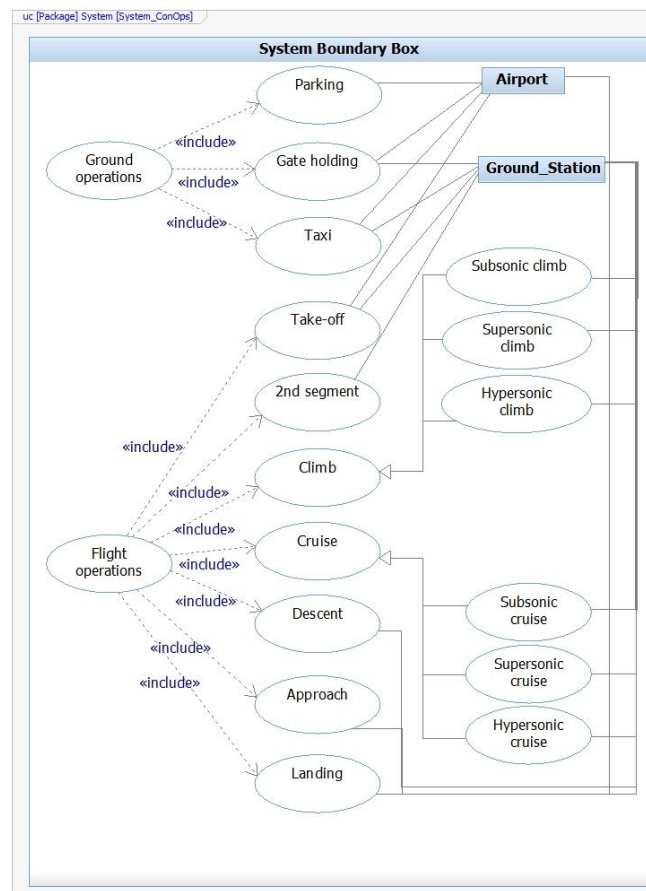 uc [Package] System [System_ConOps]
System Boundary Box
Parking
Airport
«include»
Ground
operations
«include»
Gate holding
Ground_Station
«include»
Taxi
Subsonic climb
Take-off
Supersonic
climb
2nd segment
Hypersonic
climb
«include»
Climb
«include»
«include»
Cruise
Flight
operations
«include»
«include»
Descent
Subsonic
cruise
«include»
Supersonic
cruise
«include»
Approach
Hypersonic
cruise
Landing